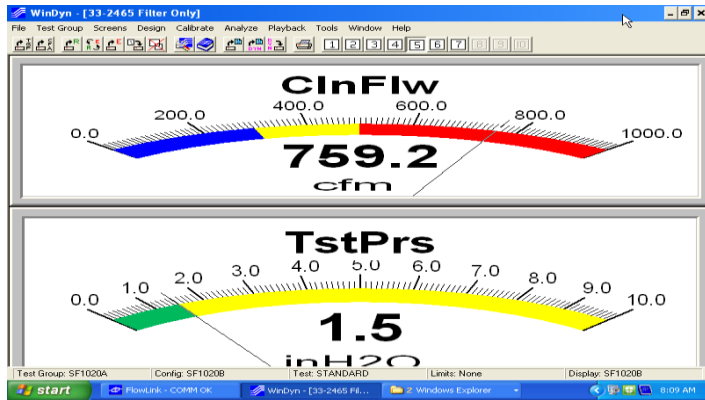 WinDyn - [33-2465 Filter Only]
File Test Group Screens Design Calibrate Analyze Playback Tools Window Help
1 2 3 4 5 6 7 8 9 10
ClnFlw
0.0 200.0 400.0 600.0 800.0 1000.0
759.2
cfm
TstPrs
0.0 1.0 2.0 3.0 4.0 5.0 6.0 7.0 8.0 9.0 10.0
1.5
inH2O
Test Group: SF1020A Config: SF1020B Test: STANDARD Limits: None Display: SF1020B
start FlowLink - COMM OK WinDyn - [33-2465 Fil... 2 Windows Explorer 8:09 AM